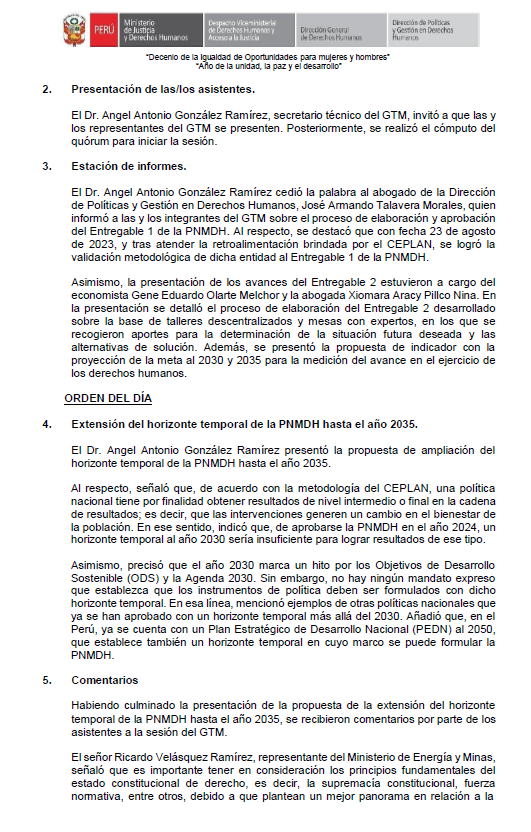 PERÚ
Ministerio
de Justicia
y Derechos Humanos
Despacho Viceministerial
de Derechos Humanos y
Acceso a la Justicia
Dirección General
de Derechos Humanos
Dirección de Políticas
y Gestión en Derechos
Humanos
"Decenio de la Igualdad de Oportunidades para mujeres y hombres"
"Año de la unidad, la paz y el desarrollo"
2. Presentación de las/los asistentes.
El Dr. Angel Antonio González Ramírez, secretario técnico del GTM, invitó a que las y
los representantes del GTM se presenten. Posteriormente, se realizó el cómputo del
quórum para iniciar la sesión.
3. Estación de informes.
El Dr. Angel Antonio González Ramírez cedió la palabra al abogado de la Dirección
de Políticas y Gestión en Derechos Humanos, José Armando Talavera Morales, quien
informó a las y los integrantes del GTM sobre el proceso de elaboración y aprobación
del Entregable 1 de la PNMDH. Al respecto, se destacó que con fecha 23 de agosto
de 2023, y tras atender la retroalimentación brindada por el CEPLAN, se logró la
validación metodológica de dicha entidad al Entregable 1 de la PNMDH.
Asimismo, la presentación de los avances del Entregable 2 estuvieron a cargo del
economista Gene Eduardo Olarte Melchor y la abogada Xiomara Aracy Pillco Nina. En
la presentación se detalló el proceso de elaboración del Entregable 2 desarrollado
sobre la base de talleres descentralizados y mesas con expertos, en los que se
recogieron aportes para la determinación de la situación futura deseada y las
alternativas de solución. Además, se presentó la propuesta de indicador con la
proyección de la meta al 2030 y 2035 para la medición del avance en el ejercicio de
los derechos humanos.
ORDEN DEL DÍA
4. Extensión del horizonte temporal de la PNMDH hasta el año 2035.
El Dr. Angel Antonio González Ramírez presentó la propuesta de ampliación del
horizonte temporal de la PNMDH hasta el año 2035.
Al respecto, señaló que, de acuerdo con la metodología del CEPLAN, una política
nacional tiene por finalidad obtener resultados de nivel intermedio o final en la cadena
de resultados; es decir, que las intervenciones generen un cambio en el bienestar de
la población. En ese sentido, indicó que, de aprobarse la PNMDH en el año 2024, un
horizonte temporal al año 2030 sería insuficiente para lograr resultados de ese tipo.
Asimismo, precisó que el año 2030 marca un hito por los Objetivos de Desarrollo
Sostenible (ODS) y la Agenda 2030. Sin embargo, no hay ningún mandato expreso
que establezca que los instrumentos de política deben ser formulados con dicho
horizonte temporal. En esa línea, mencionó ejemplos de otras políticas nacionales que
ya se han aprobado con un horizonte temporal más allá del 2030. Añadió que, en el
Perú, ya se cuenta con un Plan Estratégico de Desarrollo Nacional (PEDN) al 2050,
que establece también un horizonte temporal en cuyo marco se puede formular la
PNMDH.
5. Comentarios
Habiendo culminado la presentación de la propuesta de la extensión del horizonte
temporal de la PNMDH hasta el año 2035, se recibieron comentarios por parte de los
asistentes a la sesión del GTM.
El señor Ricardo Velásquez Ramírez, representante del Ministerio de Energía y Minas,
señaló que es importante tener en consideración los principios fundamentales del
estado constitucional de derecho, es decir, la supremacía constitucional, fuerza
normativa, entre otros, debido a que plantean un mejor panorama en relación a la